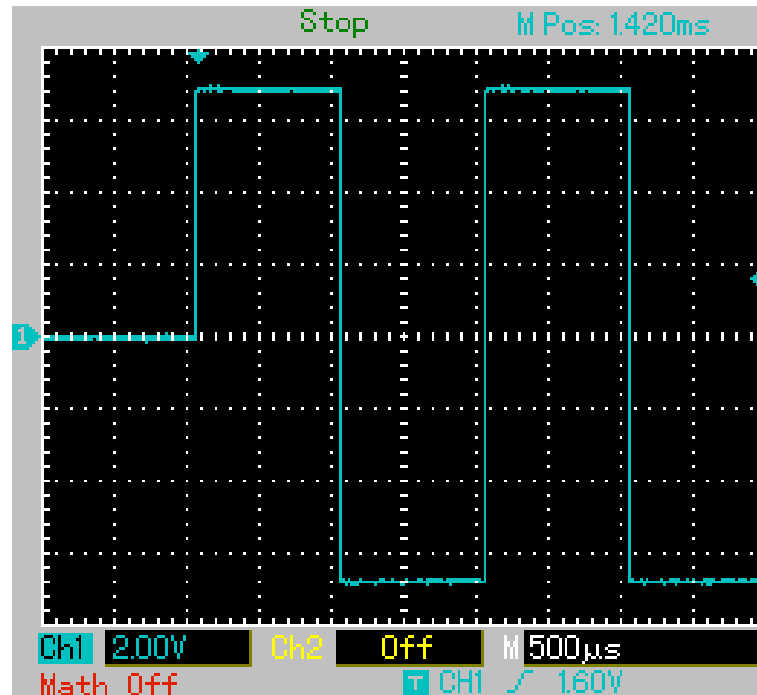 Stop M Pos: 1.420ms
1
Ch1 2.00V Ch2 Off M 500µs
Math Off T CH1 1.60V